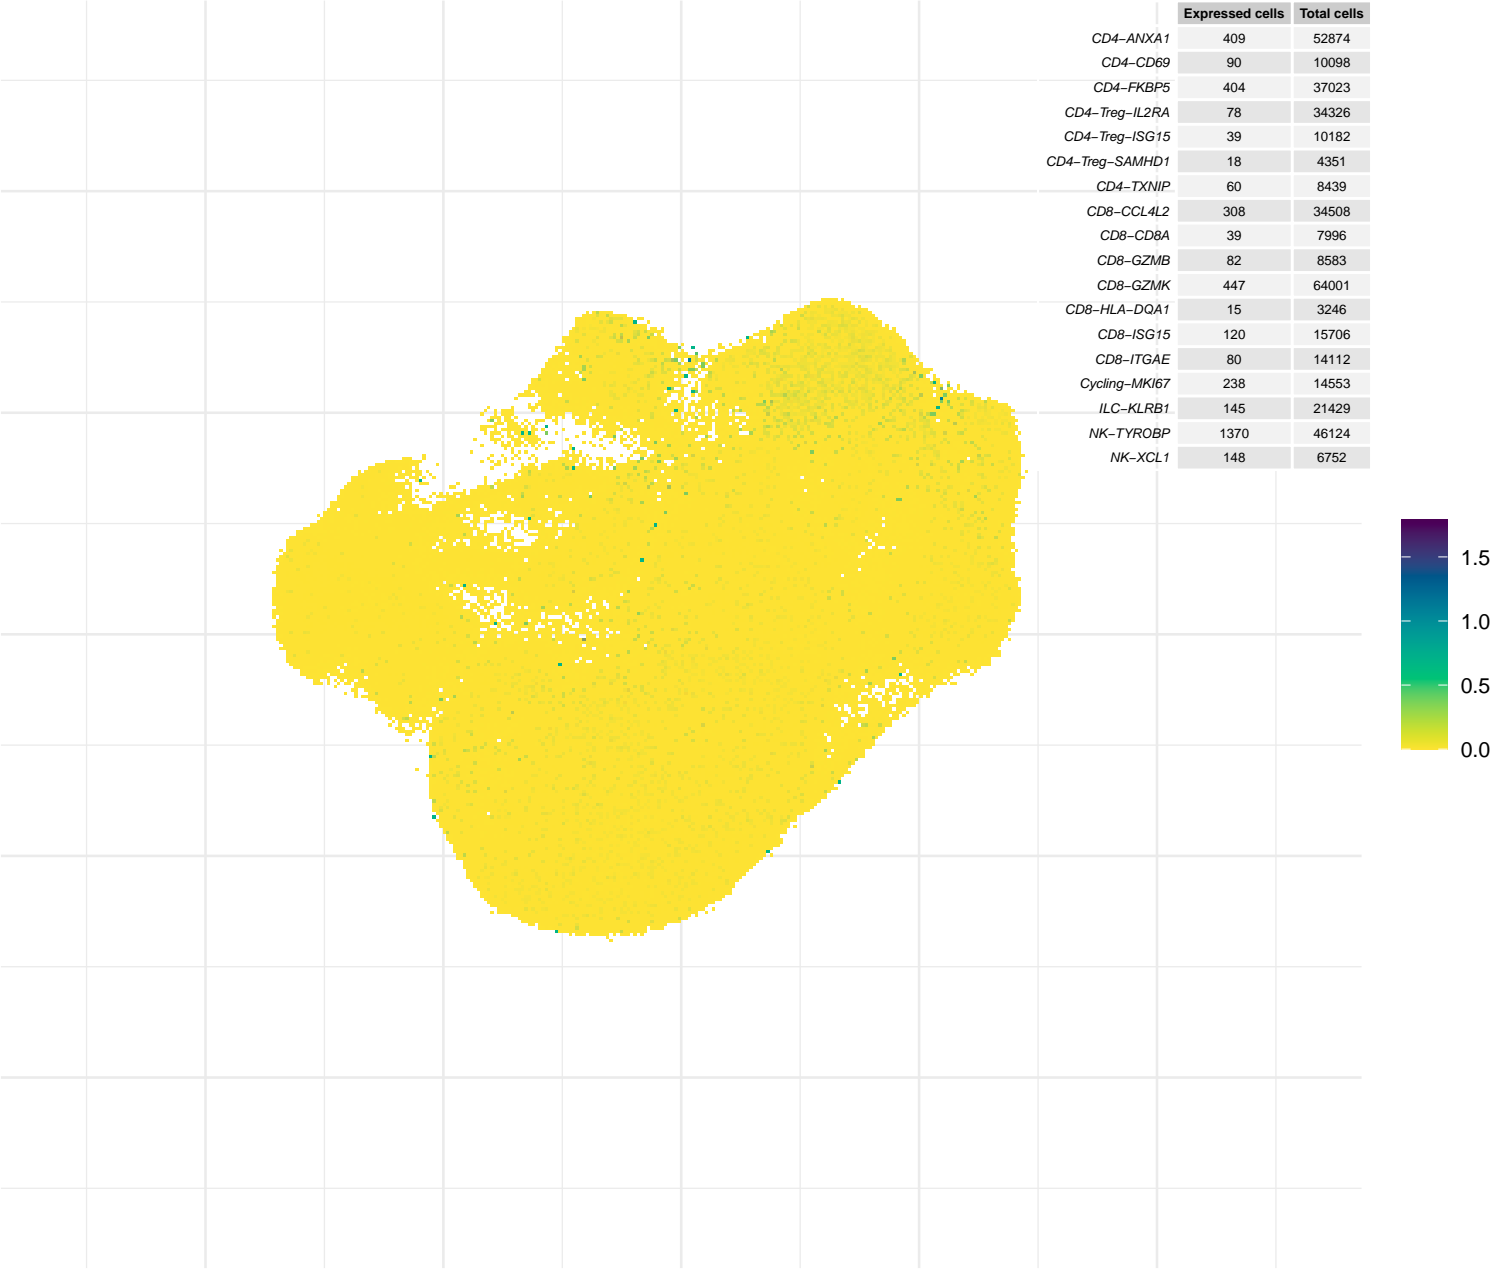 Expressed cells Total cells
CD4−ANXA1 409 52874
CD4−CD69 90 10098
CD4−FKBP5 404 37023
CD4−Treg−IL2RA 78 34326
CD4−Treg−ISG15 39 10182
CD4−Treg−SAMHD1 18 4351
CD4−TXNIP 60 8439
CD8−CCL4L2 308 34508
CD8−CD8A 39 7996
CD8−GZMB 82 8583
CD8−GZMK 447 64001
CD8−HLA−DQA1 15 3246
CD8−ISG15 120 15706
CD8−ITGAE 80 14112
Cycling−MKI67 238 14553
ILC−KLRB1 145 21429
NK−TYROBP 1370 46124
NK−XCL1 148 6752
1.5
1.0
0.5
0.0